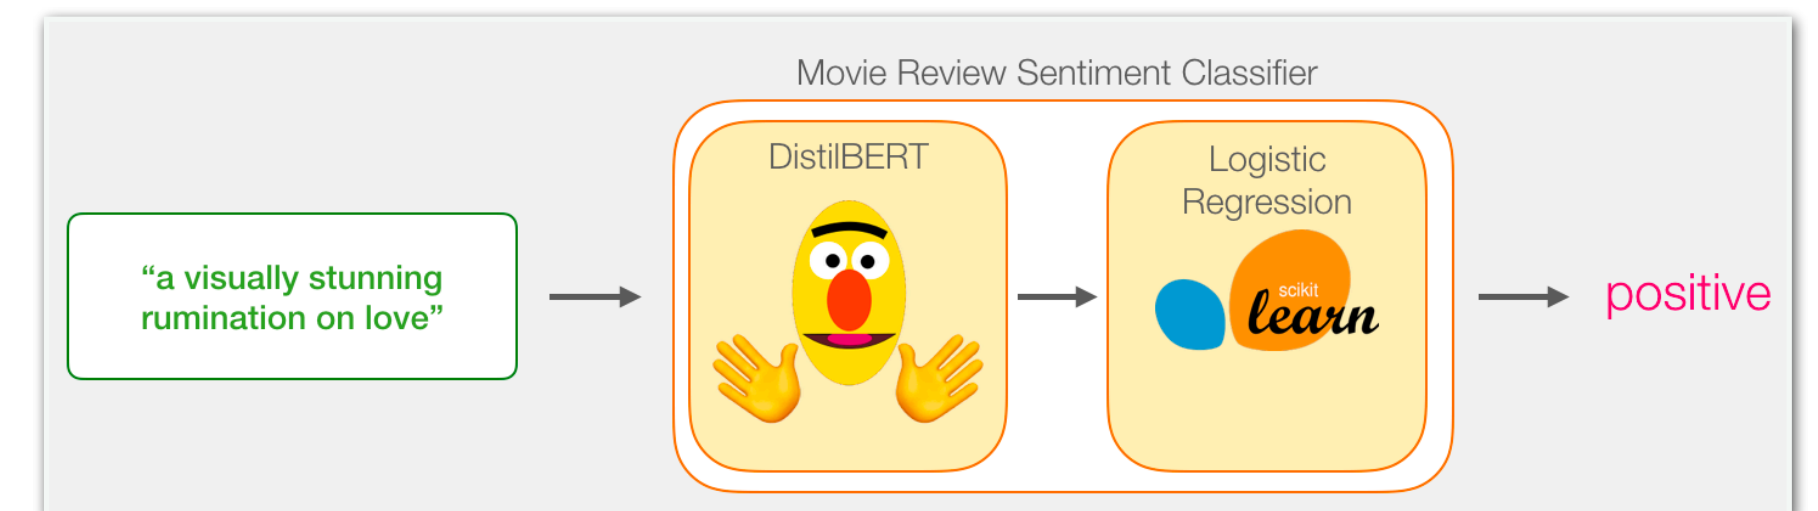 Movie Review Sentiment Classifier
“a visually stunning
rumination on love”
DistilBERT
Logistic
Regression
scikit
learn
positive